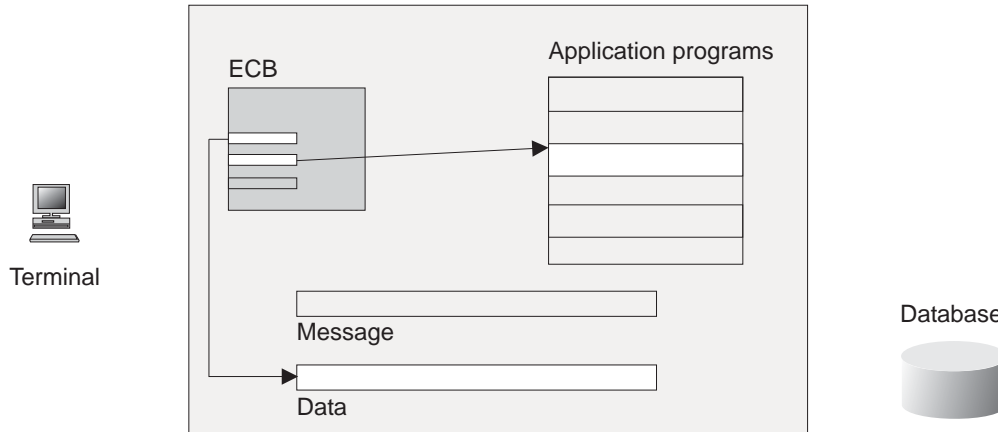 ECB
Application programs
Terminal
Message
Database
Data